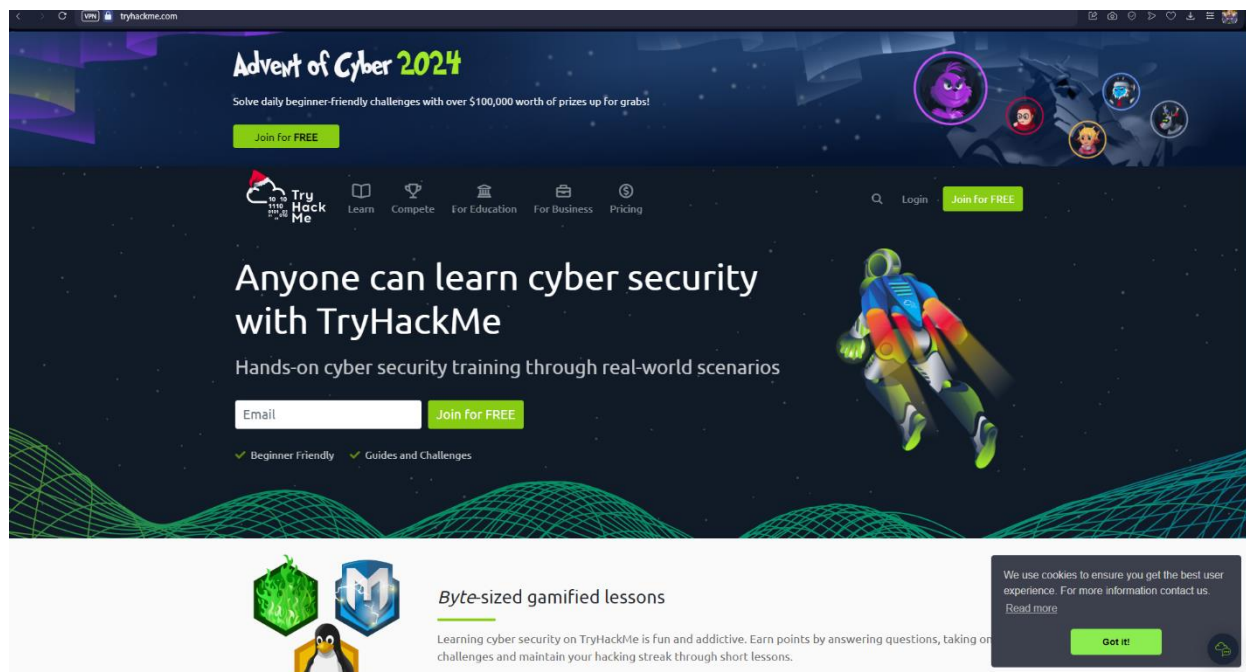 VPN tryhackme.com
Advent of Cyber 2024
Solve daily beginner-friendly challenges with over $100,000 worth of prizes up for grabs!
Join for FREE
Try
Hack
Me
Learn Compete For Education For Business Pricing
Login Join for FREE
Anyone can learn cyber security
with TryHackMe
Hands-on cyber security training through real-world scenarios
Email Join for FREE
Beginner Friendly Guides and Challenges
Byte-sized gamified lessons
Learning cyber security on TryHackMe is fun and addictive. Earn points by answering questions, taking on
challenges and maintain your hacking streak through short lessons.
We use cookies to ensure you get the best user
experience. For more information contact us.
Read more
Got it!